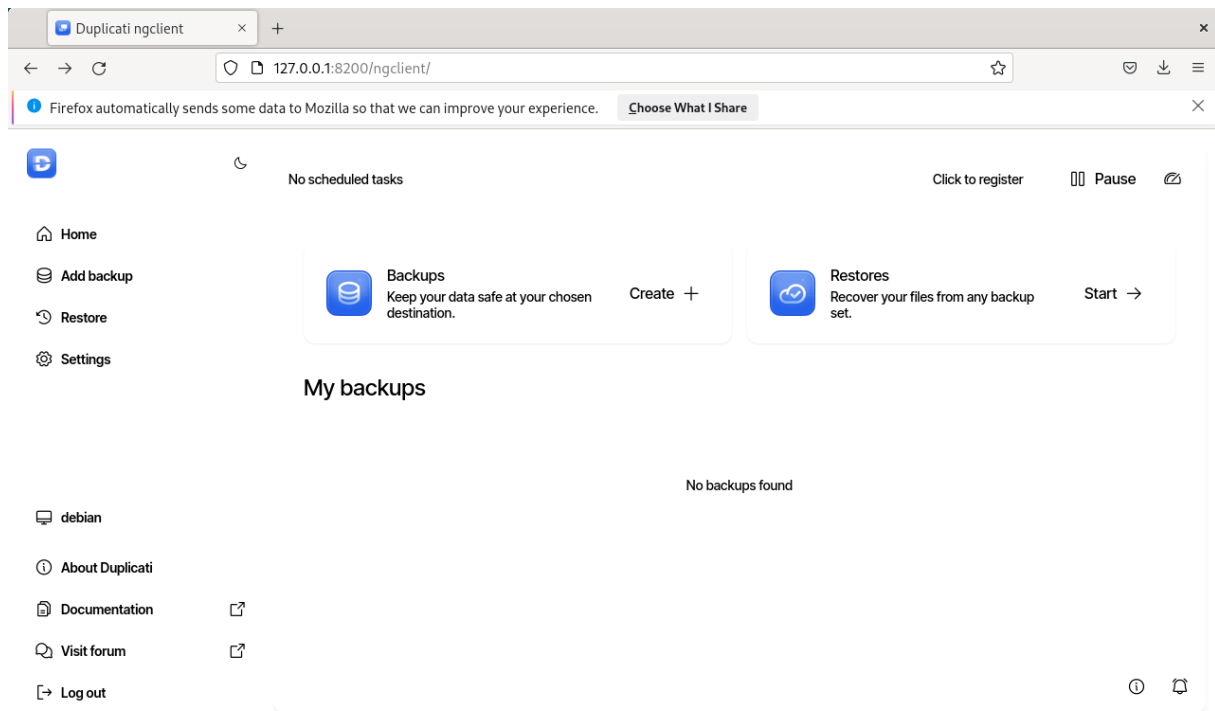 Duplicati ngclient
127.0.0.1:8200/ngclient/
Firefox automatically sends some data to Mozilla so that we can improve your experience. Choose What I Share
No scheduled tasks
Click to register
Pause
Home
Add backup
Restore
Settings
debian
About Duplicati
Documentation
Visit forum
Log out
Backups
Keep your data safe at your chosen
destination.
Create
Restores
Recover your files from any backup
set.
Start
My backups
No backups found